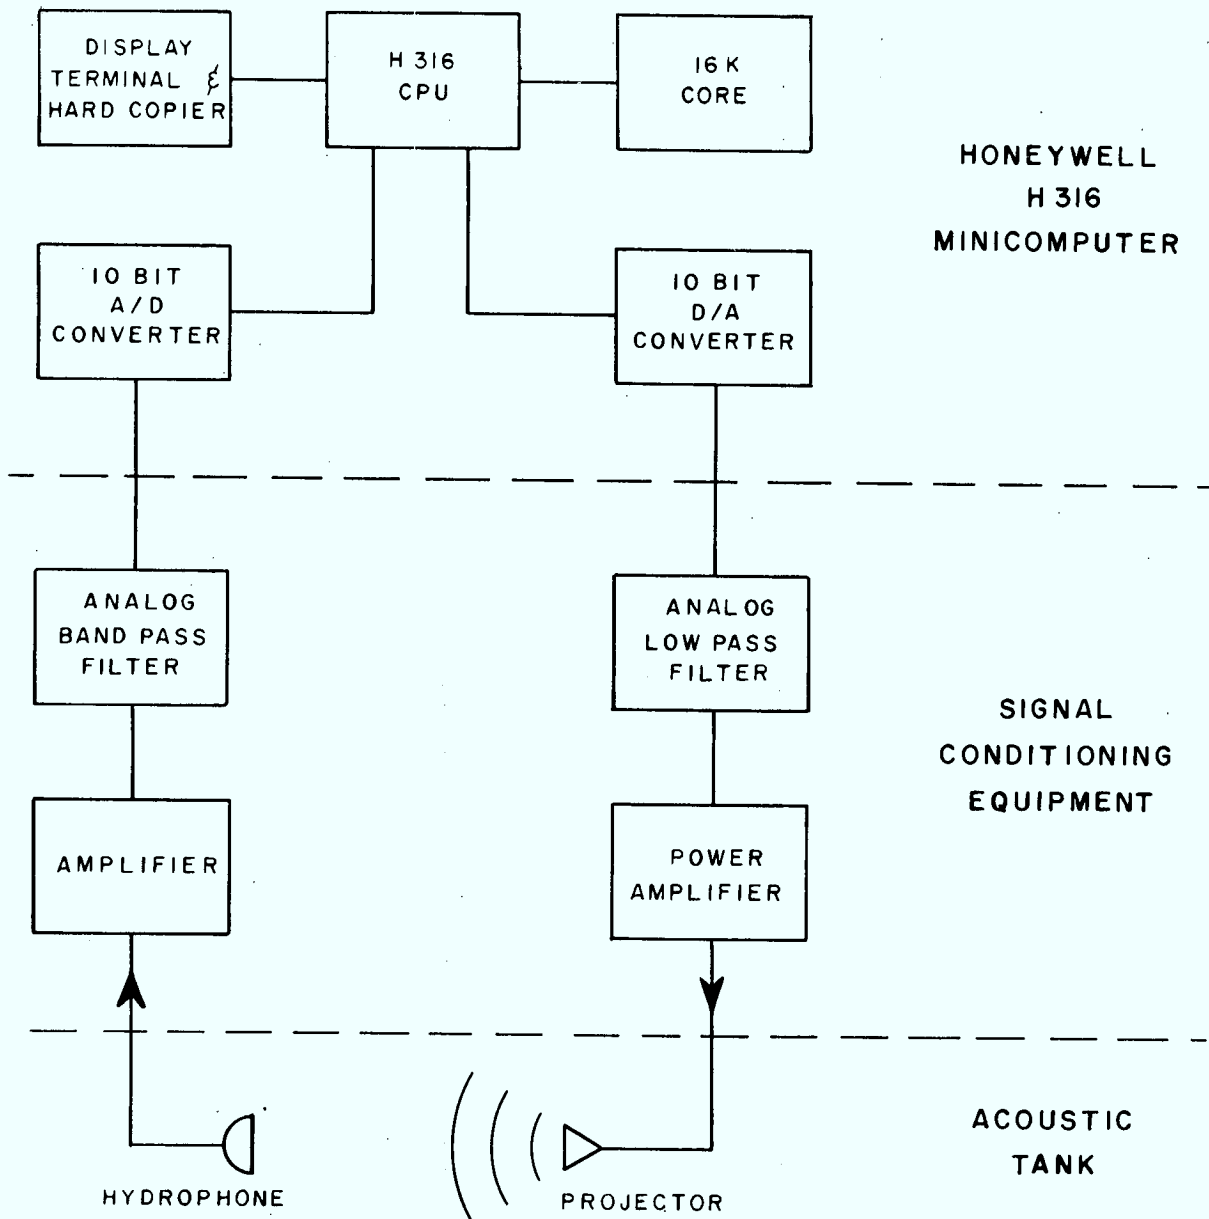 DISPLAY
TERMINAL &
HARD COPIER
H 316
CPU
16 K
CORE
HONEYWELL
H 316
MINICOMPUTER
10 BIT
A/D
CONVERTER
10 BIT
D/A
CONVERTER
ANALOG
BAND PASS
FILTER
ANALOG
LOW PASS
FILTER
SIGNAL
CONDITIONING
EQUIPMENT
AMPLIFIER
POWER
AMPLIFIER
ACOUSTIC
TANK
HYDROPHONE
PROJECTOR